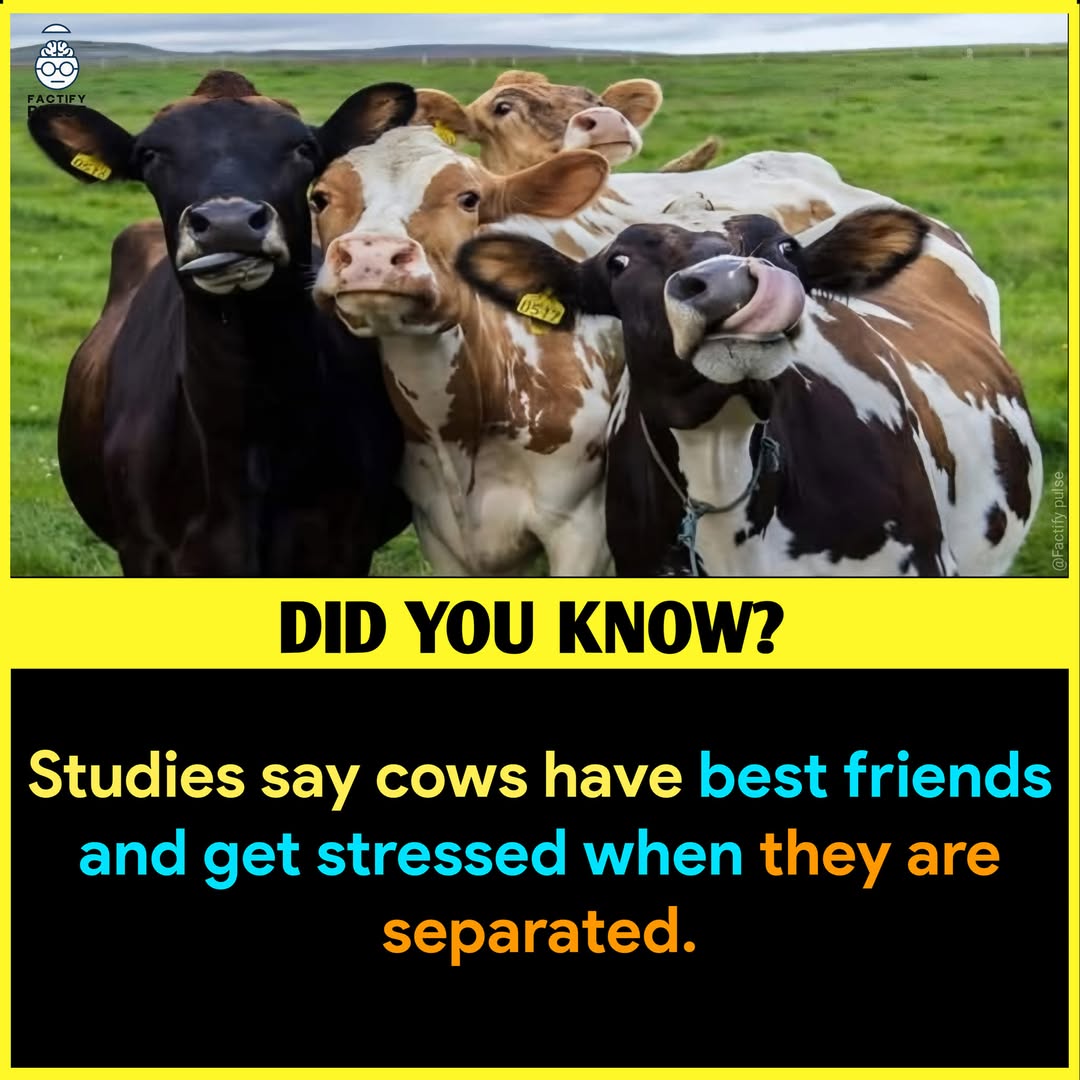 FACTIFY
0517
@Factify pulse
DID YOU KNOW?
Studies say cows have best friends
and get stressed when they are
separated.